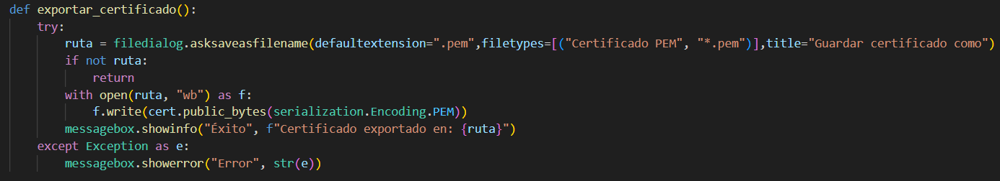 def exportar_certificado():
    try:
        ruta = filedialog.asksaveasfilename(defaultextension=".pem",filetypes=[("Certificado PEM", "*.pem")],title="Guardar certificado como")
        if not ruta:
            return
        with open(ruta, "wb") as f:
            f.write(cert.public_bytes(serialization.Encoding.PEM))
        messagebox.showinfo("Éxito", f"Certificado exportado en: {ruta}")
    except Exception as e:
        messagebox.showerror("Error", str(e))